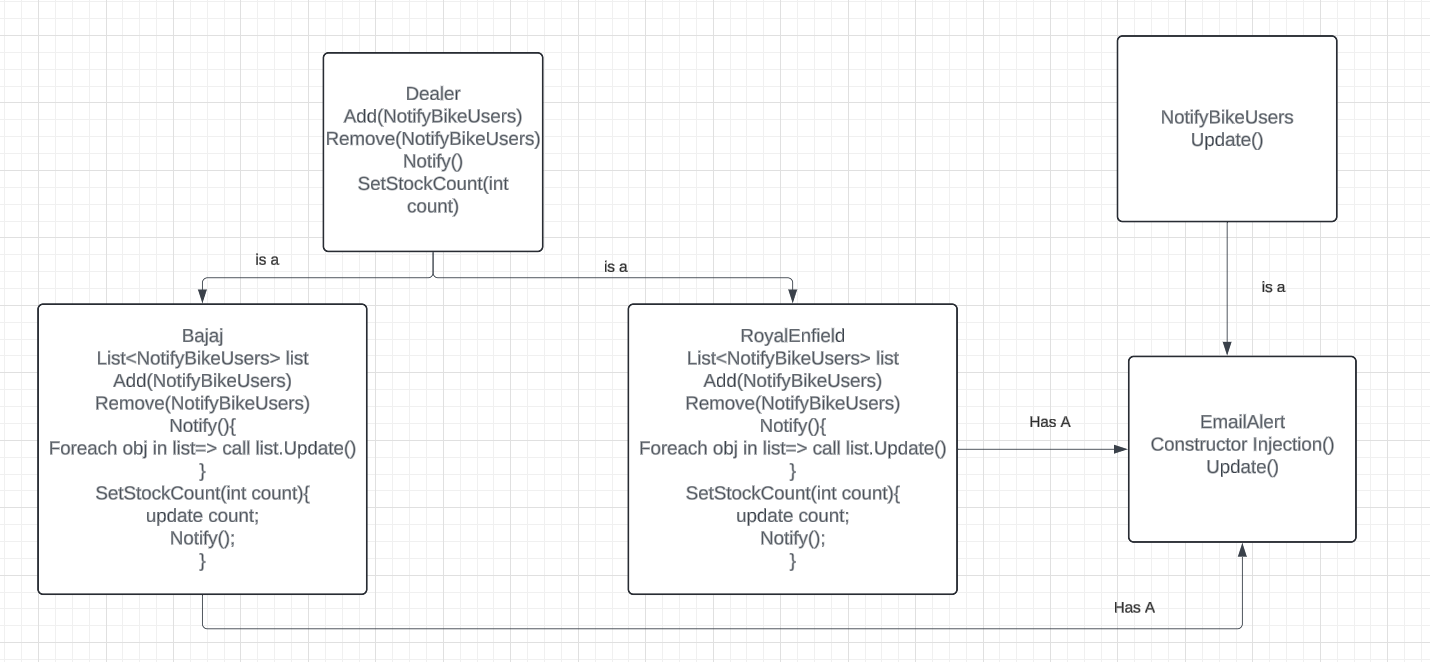 Dealer
Add(NotifyBikeUsers)
Remove(NotifyBikeUsers)
Notify()
SetStockCount(int
count)
NotifyBikeUsers
Update()
is a
is a
is a
Bajaj
List<NotifyBikeUsers> list
Add(NotifyBikeUsers)
Remove(NotifyBikeUsers)
Notify(){
Foreach obj in list=> call list.Update()
}
SetStockCount(int count){
update count;
Notify();
}
RoyalEnfield
List<NotifyBikeUsers> list
Add(NotifyBikeUsers)
Remove(NotifyBikeUsers)
Notify(){
Foreach obj in list=> call list.Update()
}
SetStockCount(int count){
update count;
Notify();
}
Has A
EmailAlert
Constructor Injection()
Update()
Has A